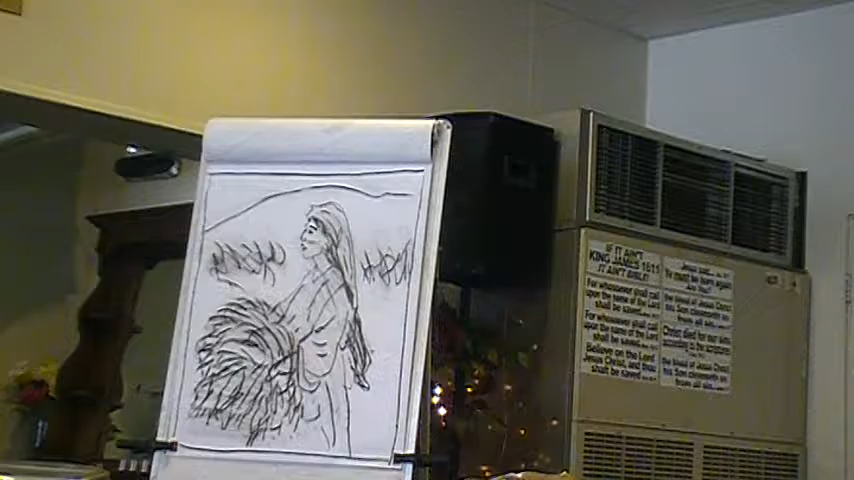 IF IT AIN'T
KING JAMES 1611
IT AIN'T BIBLE!
For whosoever shall call
upon the name of the Lord
shall be saved.
For whosoever shall call
upon the name of the Lord
shall be saved.
Believe on the Lord
Jesus Christ, and thou
shalt be saved
Ye must be born again
the blood of Jesus Christ
his Son cleanseth us
from all sin.
Christ died for our sins
according to the scriptures
the blood of Jesus Christ
his Son cleanseth us
from all sin.